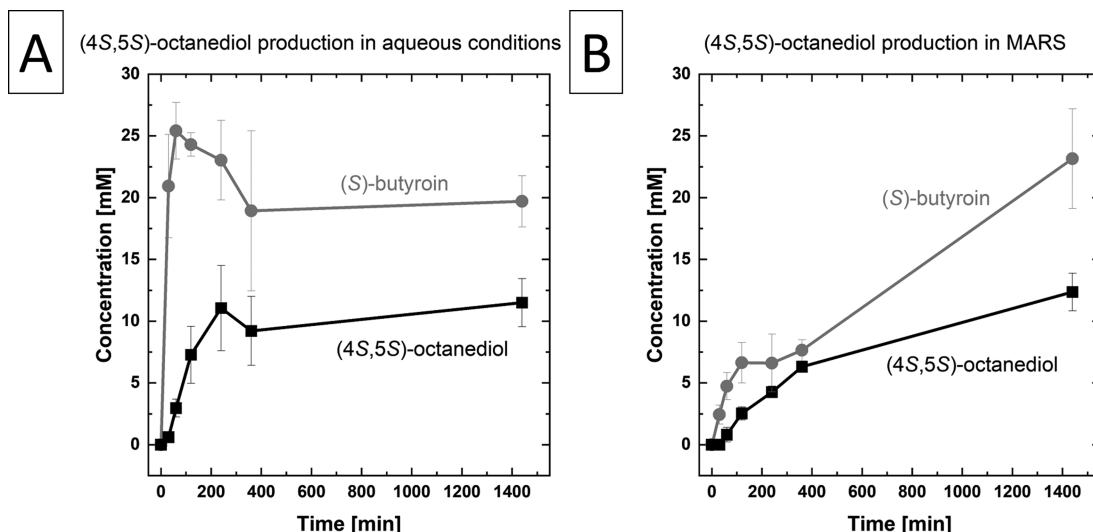 A
(4S,5S)-octanediol production in aqueous conditions
30
25
20
15
10
5
0
Concentration [mM]
(S)-butyroin
(4S,5S)-octanediol
0 200 400 600 800 1000 1200 1400
Time [min]
B
(4S,5S)-octanediol production in MARS
30
25
20
15
10
5
0
Concentration [mM]
(S)-butyroin
(4S,5S)-octanediol
0 200 400 600 800 1000 1200 1400
Time [min]